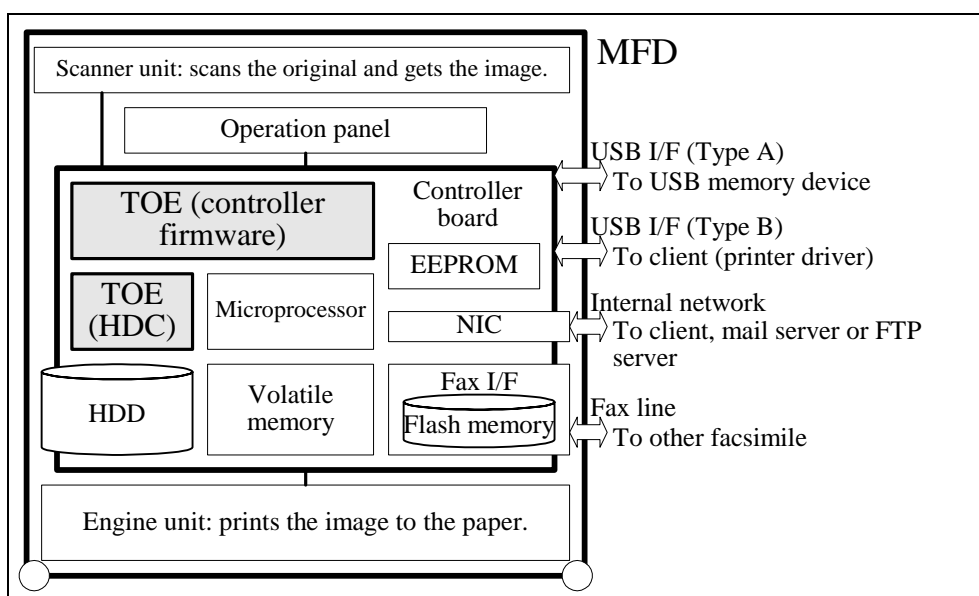 MFD
Scanner unit: scans the original and gets the image.
Operation panel
TOE (controller
firmware)
Controller
board
EEPROM
TOE
(HDC)
Microprocessor
NIC
HDD
Volatile
memory
Fax I/F
Flash memory
Engine unit: prints the image to the paper.
USB I/F (Type A)
To USB memory device
USB I/F (Type B)
To client (printer driver)
Internal network
To client, mail server or FTP
server
Fax line
To other facsimile